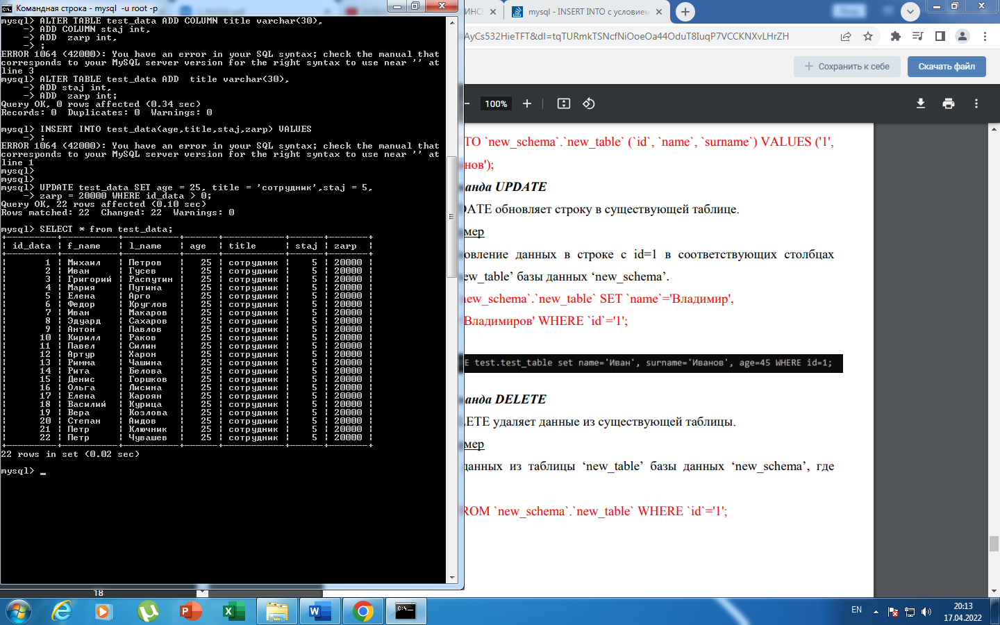 Командная строка - mysql  -u root -p
mysql> ALTER TABLE test_data ADD COLUMN title varchar(30),
    -> ADD COLUMN staj int,
    -> ADD  zarp int,
    -> ;
ERROR 1064 (42000): You have an error in your SQL syntax; check the manual that
corresponds to your MySQL server version for the right syntax to use near '' at
line 3
mysql> ALTER TABLE test_data ADD  title varchar(30),
    -> ADD staj int,
    -> ADD  zarp int;
Query OK, 0 rows affected (0.34 sec)
Records: 0  Duplicates: 0  Warnings: 0
mysql> INSERT INTO test_data(age,title,staj,zarp) VALUES
    -> ;
ERROR 1064 (42000): You have an error in your SQL syntax; check the manual that
corresponds to your MySQL server version for the right syntax to use near '' at
line 1
mysql>
mysql>
mysql> UPDATE test_data SET age = 25, title = 'сотрудник',staj = 5,
    -> zarp = 20000 WHERE id_data > 0;
Query OK, 22 rows affected (0.10 sec)
Rows matched: 22  Changed: 22  Warnings: 0
mysql> SELECT * from test_data;
| id_data | f_name | l_name | age | title | staj | zarp |
| 1 | Михаил | Петров | 25 | сотрудник | 5 | 20000 |
| 2 | Иван | Гусев | 25 | сотрудник | 5 | 20000 |
| 3 | Григорий | Распутин | 25 | сотрудник | 5 | 20000 |
| 4 | Мария | Путина | 25 | сотрудник | 5 | 20000 |
| 5 | Елена | Арго | 25 | сотрудник | 5 | 20000 |
| 6 | Федор | Круглов | 25 | сотрудник | 5 | 20000 |
| 7 | Иван | Макаров | 25 | сотрудник | 5 | 20000 |
| 8 | Эдуард | Сахаров | 25 | сотрудник | 5 | 20000 |
| 9 | Антон | Павлов | 25 | сотрудник | 5 | 20000 |
| 10 | Кирилл | Раков | 25 | сотрудник | 5 | 20000 |
| 11 | Павел | Силин | 25 | сотрудник | 5 | 20000 |
| 12 | Артур | Харон | 25 | сотрудник | 5 | 20000 |
| 13 | Римма | Чашина | 25 | сотрудник | 5 | 20000 |
| 14 | Рита | Белова | 25 | сотрудник | 5 | 20000 |
| 15 | Денис | Горшков | 25 | сотрудник | 5 | 20000 |
| 16 | Ольга | Лисина | 25 | сотрудник | 5 | 20000 |
| 17 | Елена | Кароян | 25 | сотрудник | 5 | 20000 |
| 18 | Василий | Курица | 25 | сотрудник | 5 | 20000 |
| 19 | Вера | Козлова | 25 | сотрудник | 5 | 20000 |
| 20 | Степан | Аидов | 25 | сотрудник | 5 | 20000 |
| 21 | Петр | Ключник | 25 | сотрудник | 5 | 20000 |
| 22 | Петр | Чувашев | 25 | сотрудник | 5 | 20000 |
22 rows in set (0.02 sec)
mysql> _
ИНС
mysql - INSERT INTO с условием
AyCs532HieTFT&dl=tqTURmkTSNcfNiOoeOa44OduT8IuqP7VCCKNXvLHrZH
Сохранить к себе
Скачать файл
100%
TO `new_schema`.`new_table` (`id`, `name`, `surname`) VALUES ('1',
нов');
анда UPDATE
DATE обновляет строку в существующей таблице.
мер
овление данных в строке с id=1 в соответствующих столбцах
ew_table’ базы данных ‘new_schema’.
new_schema`.`new_table` SET `name`='Владимир',
'Владимиров' WHERE `id`='1';
E test.test_table set name='Иван', surname='Иванов', age=45 WHERE id=1;
анда DELETE
LETE удаляет данные из существующей таблицы.
мер
данных из таблицы ‘new_table’ базы данных ‘new_schema’, где
ROM `new_schema`.`new_table` WHERE `id`='1';
18
EN
20:13
17.04.2022